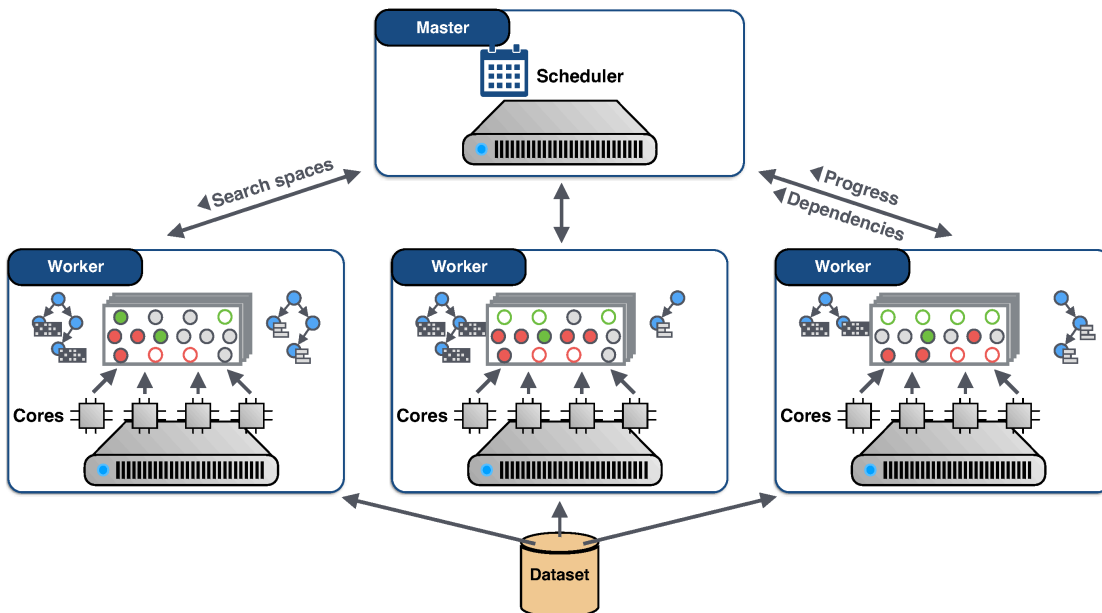 Master
Scheduler
Search spaces
Progress
Dependencies
Worker
Worker
Worker
Cores
Cores
Cores
Dataset